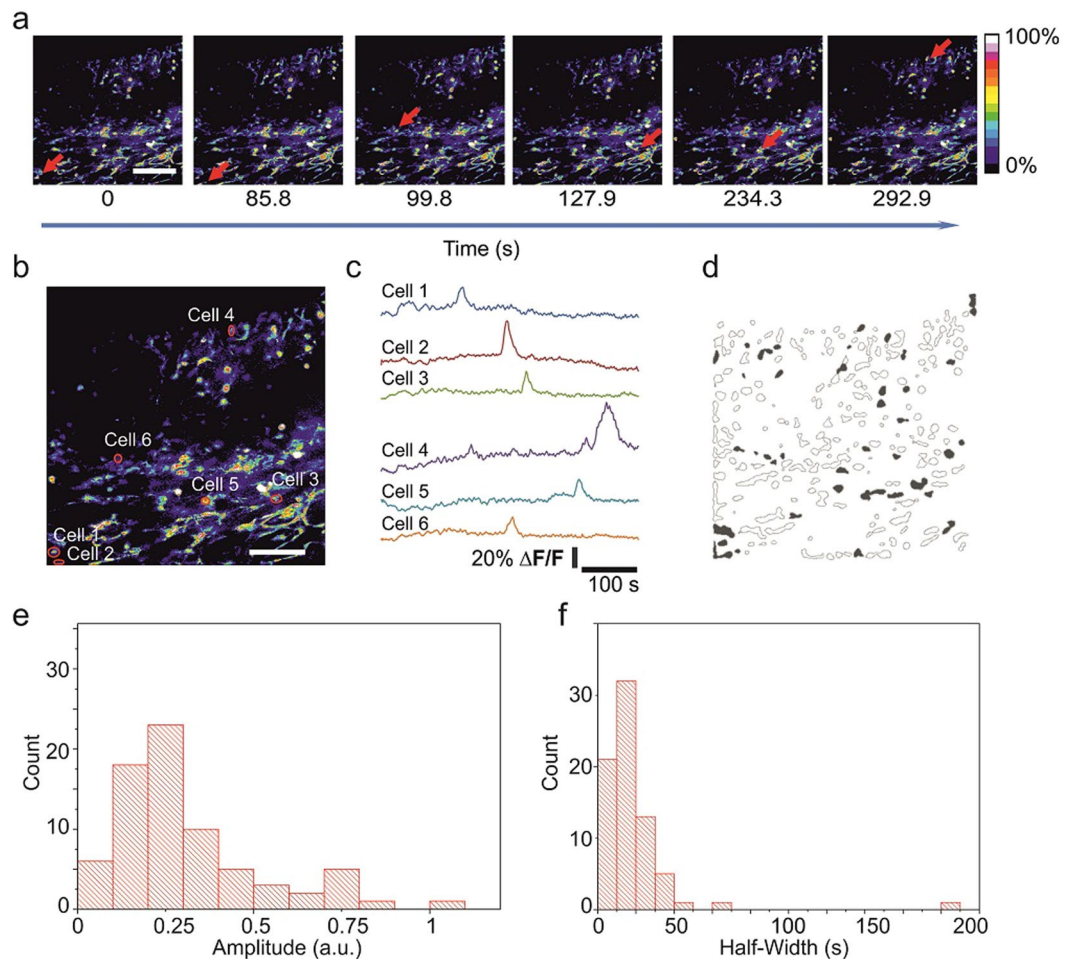 a
100%
0%
0 85.8 99.8 127.9 234.3 292.9
Time (s)
b
Cell 4
Cell 6
Cell 5 Cell 3
Cell 1
Cell 2
c
Cell 1
Cell 2
Cell 3
Cell 4
Cell 5
Cell 6
20% ΔF/F
100 s
d
e
30
20
10
0
Count
0 0.25 0.5 0.75 1
Amplitude (a.u.)
f
30
20
10
0
Count
0 50 100 150 200
Half-Width (s)